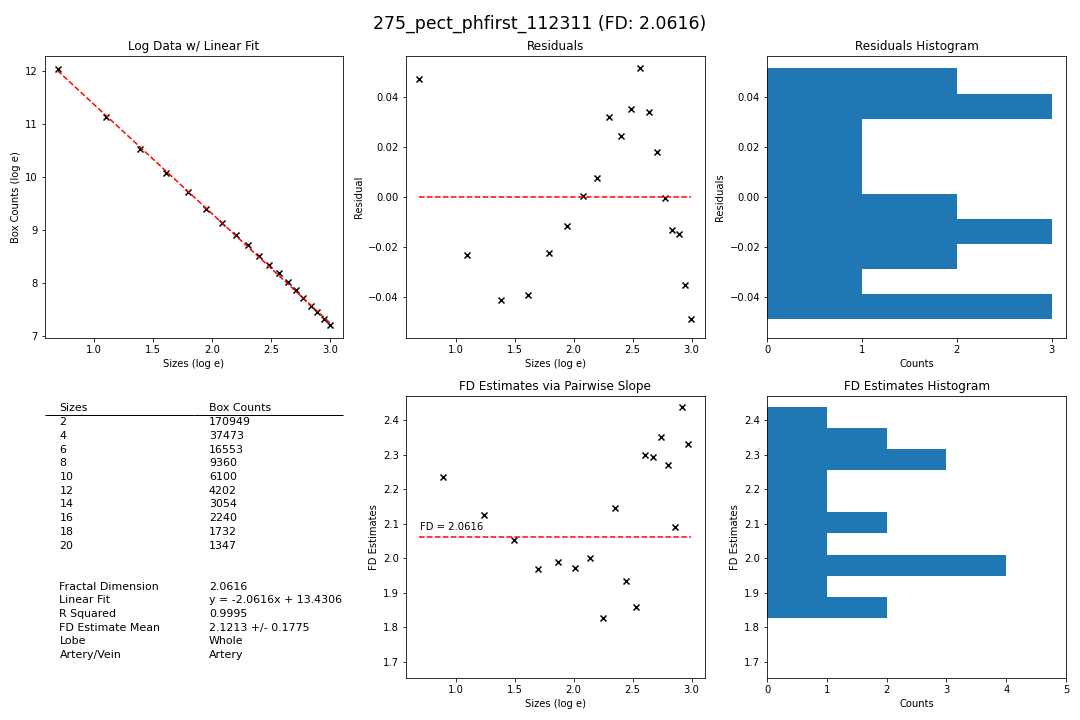 275_pect_phfirst_112311 (FD: 2.0616)
Log Data w/ Linear Fit
12
11
10
9
8
7
Box Counts (log e)
1.0 1.5 2.0 2.5 3.0
Sizes (log e)
Residuals
0.04
0.02
0.00
−0.02
−0.04
Residual
1.0 1.5 2.0 2.5 3.0
Sizes (log e)
Residuals Histogram
0.04
0.02
0.00
−0.02
−0.04
Residuals
0 1 2 3
Counts
Sizes Box Counts
2 170949
4 37473
6 16553
8 9360
10 6100
12 4202
14 3054
16 2240
18 1732
20 1347
Fractal Dimension 2.0616
Linear Fit y = -2.0616x + 13.4306
R Squared 0.9995
FD Estimate Mean 2.1213 +/- 0.1775
Lobe Whole
Artery/Vein Artery
FD Estimates via Pairwise Slope
2.4
2.3
2.2
2.1
2.0
1.9
1.8
1.7
FD Estimates
FD = 2.0616
1.0 1.5 2.0 2.5 3.0
Sizes (log e)
FD Estimates Histogram
2.4
2.3
2.2
2.1
2.0
1.9
1.8
1.7
FD Estimates
0 1 2 3 4 5
Counts